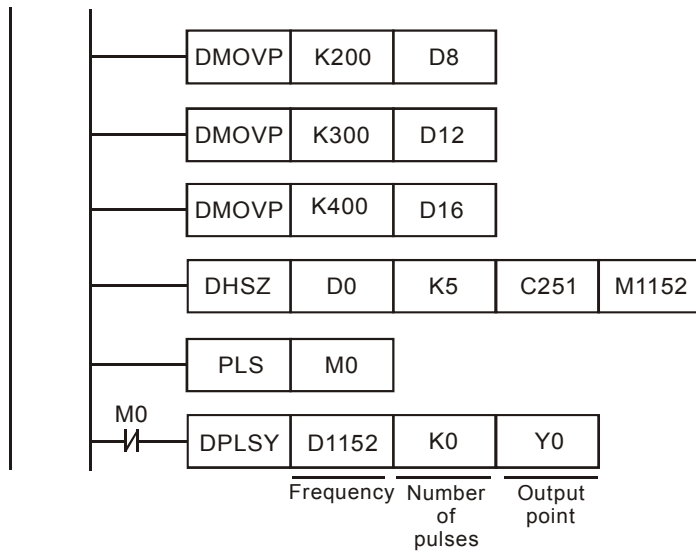 DMOVP K200 D8
DMOVP K300 D12
DMOVP K400 D16
DHSZ D0 K5 C251 M1152
PLS M0
M0
DPLSY D1152 K0 Y0
Frequency Number Output
of point
pulses